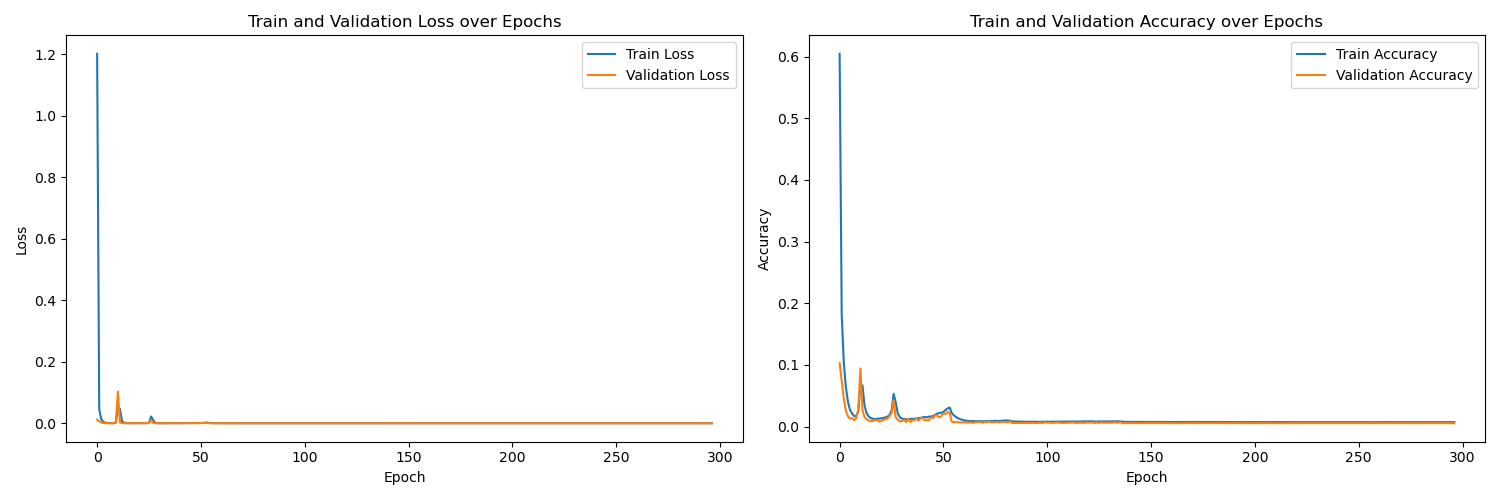 Train and Validation Loss over Epochs
Train Loss
Validation Loss
1.2
1.0
0.8
0.6
0.4
0.2
0.0
Loss
0
50
100
150
200
250
300
Epoch
Train and Validation Accuracy over Epochs
Train Accuracy
Validation Accuracy
0.6
0.5
0.4
0.3
0.2
0.1
0.0
Accuracy
0
50
100
150
200
250
300
Epoch